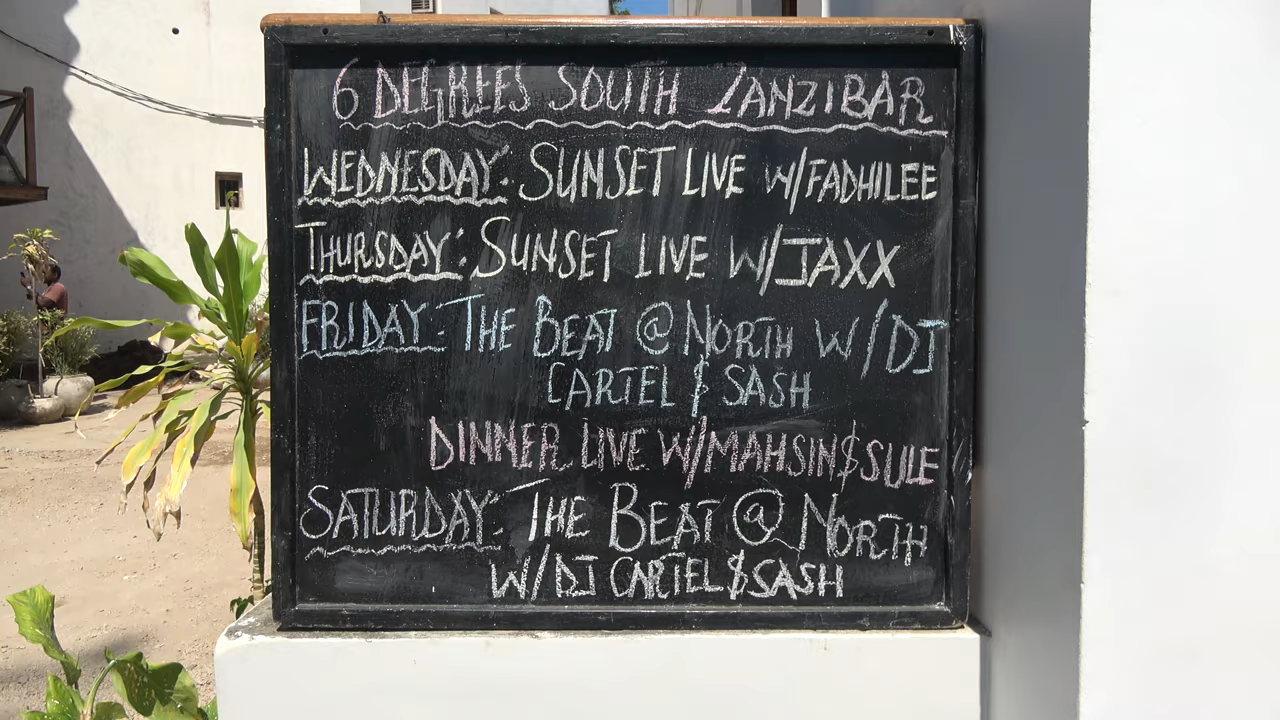 6 DEGREES SOUTH ZANZIBAR
WEDNESDAY: SUNSET LIVE W/FADHILEE
THURSDAY: SUNSET LIVE W/JAXX
FRIDAY: THE BEAT @ NORTH W/DJ
CARTEL $ SASH
DINNER LIVE W/MAHSIN $ SULE
SATURDAY: THE BEAT @ NORTH
W/DJ CARTEL $ SASH